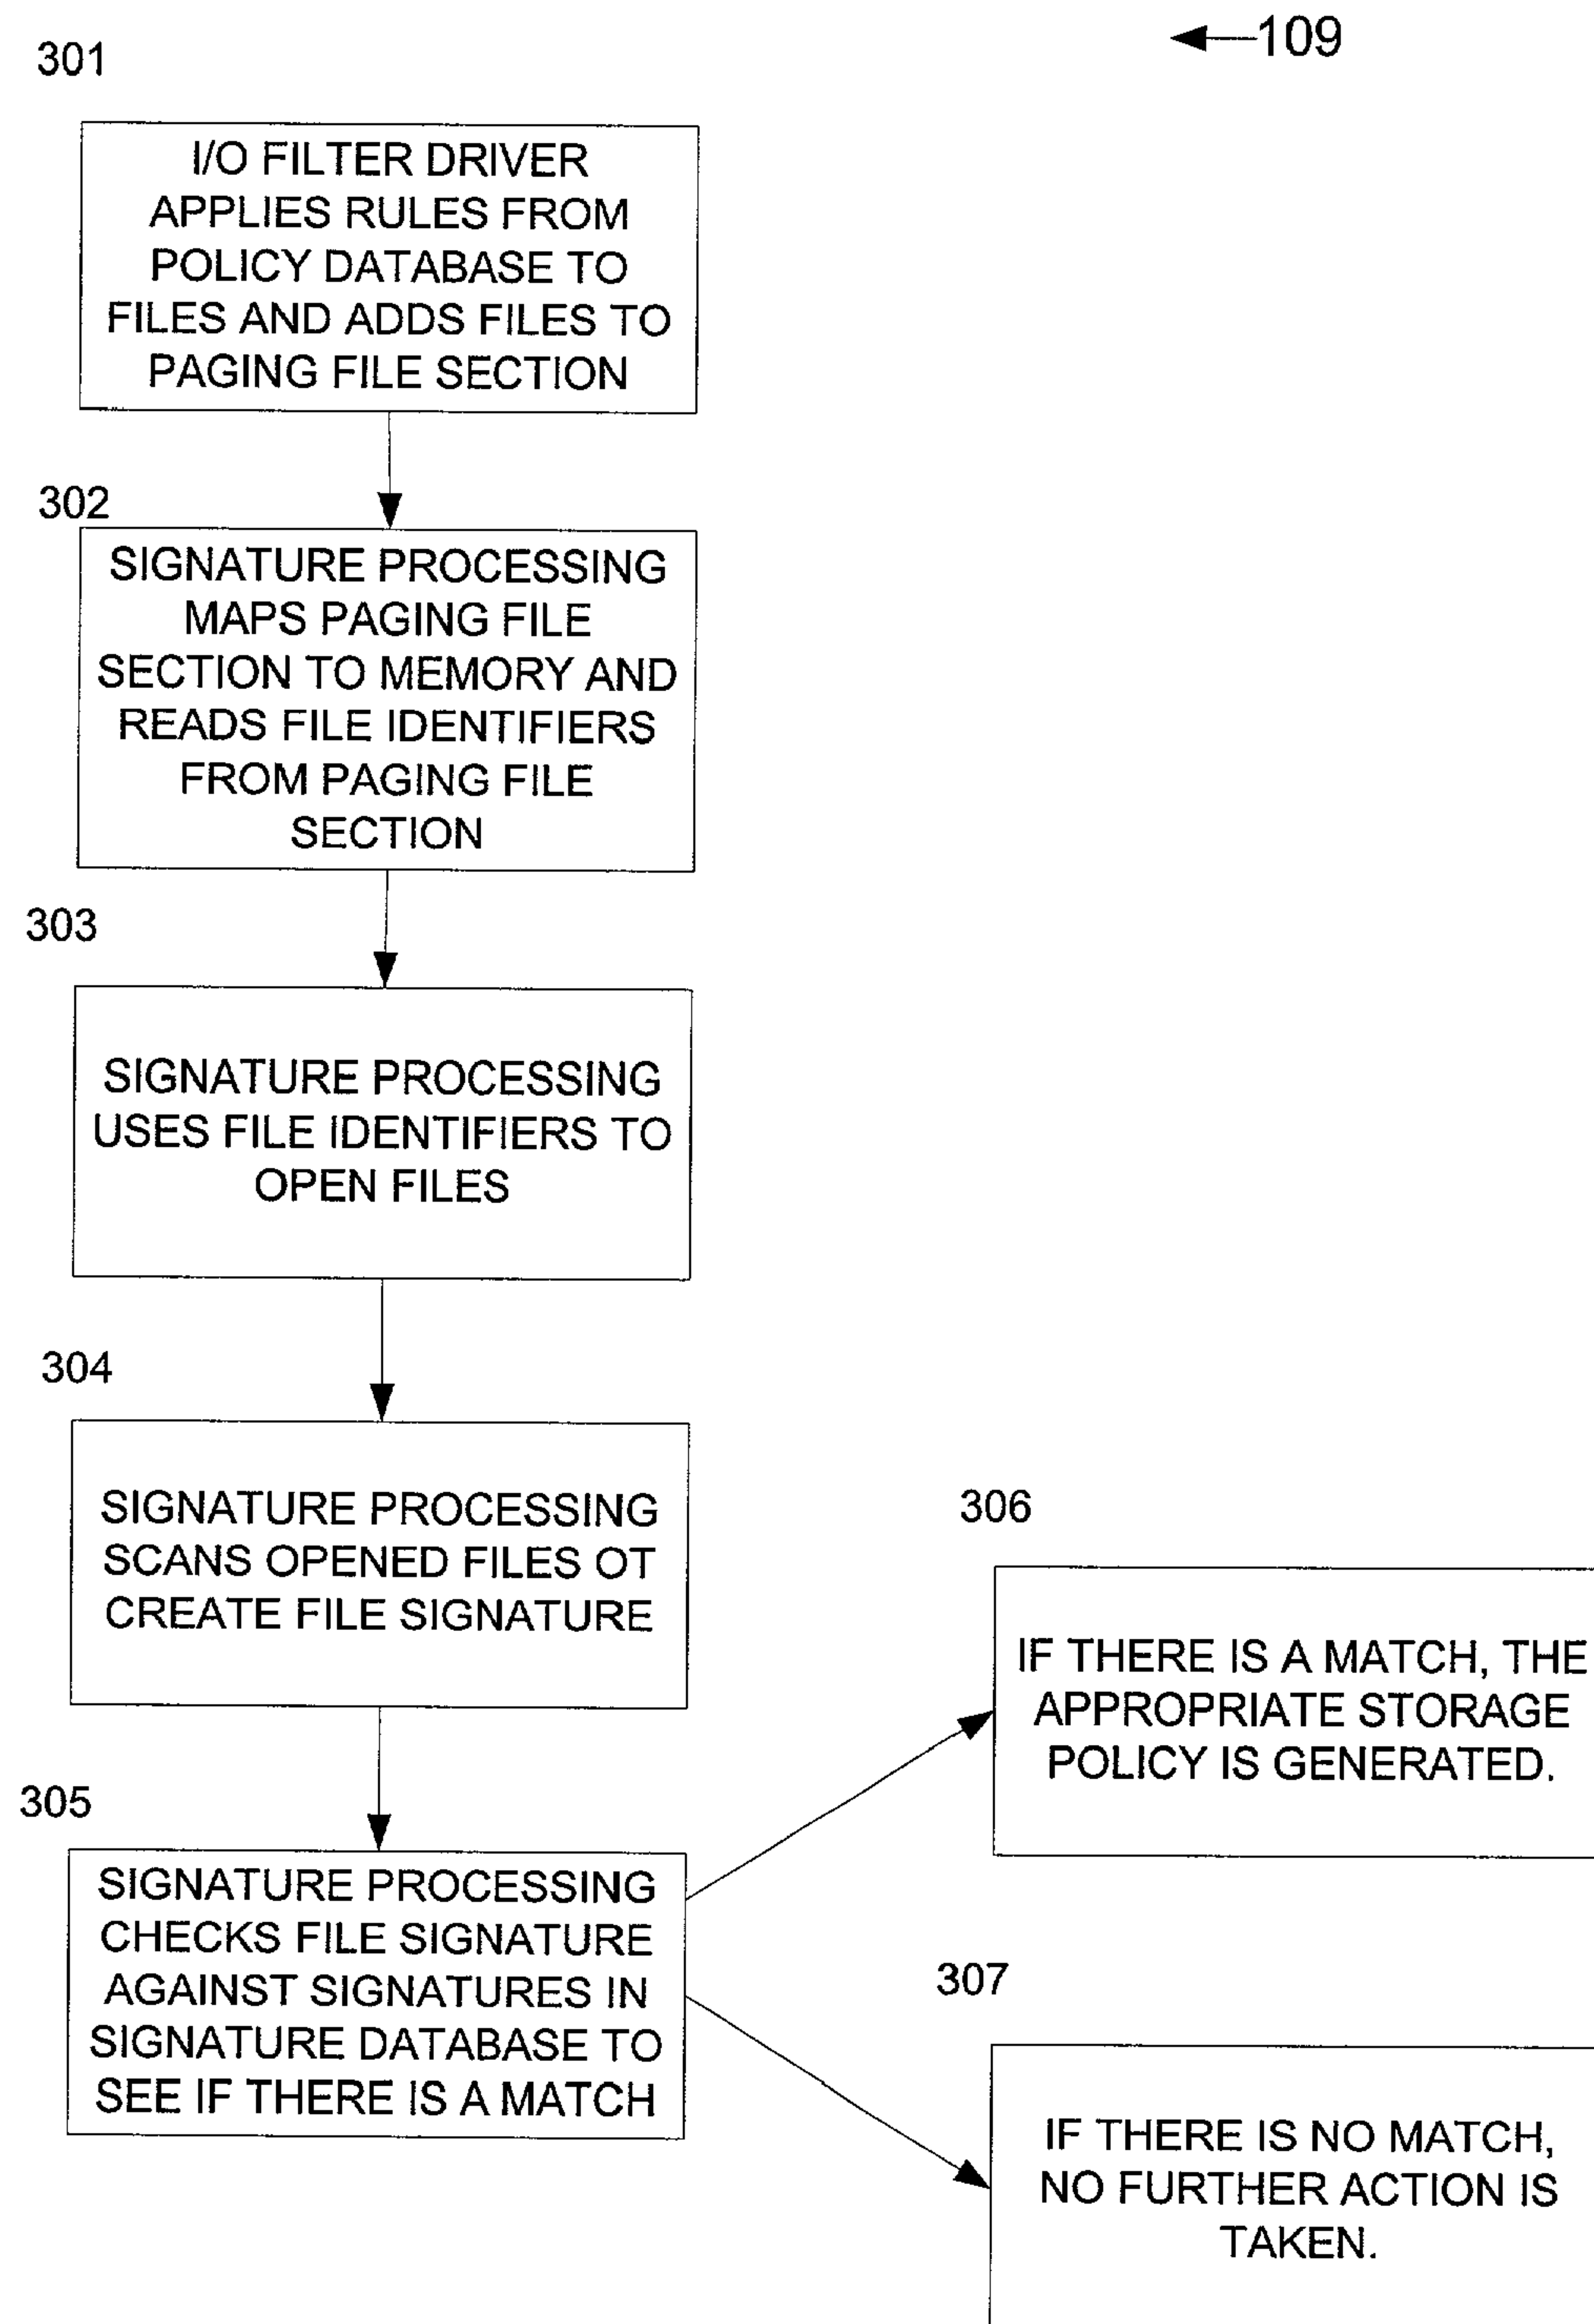 109
301
I/O FILTER DRIVER
APPLIES RULES FROM
POLICY DATABASE TO
FILES AND ADDS FILES TO
PAGING FILE SECTION
302
SIGNATURE PROCESSING
MAPS PAGING FILE
SECTION TO MEMORY AND
READS FILE IDENTIFIERS
FROM PAGING FILE
SECTION
303
SIGNATURE PROCESSING
USES FILE IDENTIFIERS TO
OPEN FILES
304
SIGNATURE PROCESSING
SCANS OPENED FILES OT
CREATE FILE SIGNATURE
305
SIGNATURE PROCESSING
CHECKS FILE SIGNATURE
AGAINST SIGNATURES IN
SIGNATURE DATABASE TO
SEE IF THERE IS A MATCH
306
IF THERE IS A MATCH, THE
APPROPRIATE STORAGE
POLICY IS GENERATED.
307
IF THERE IS NO MATCH,
NO FURTHER ACTION IS
TAKEN.